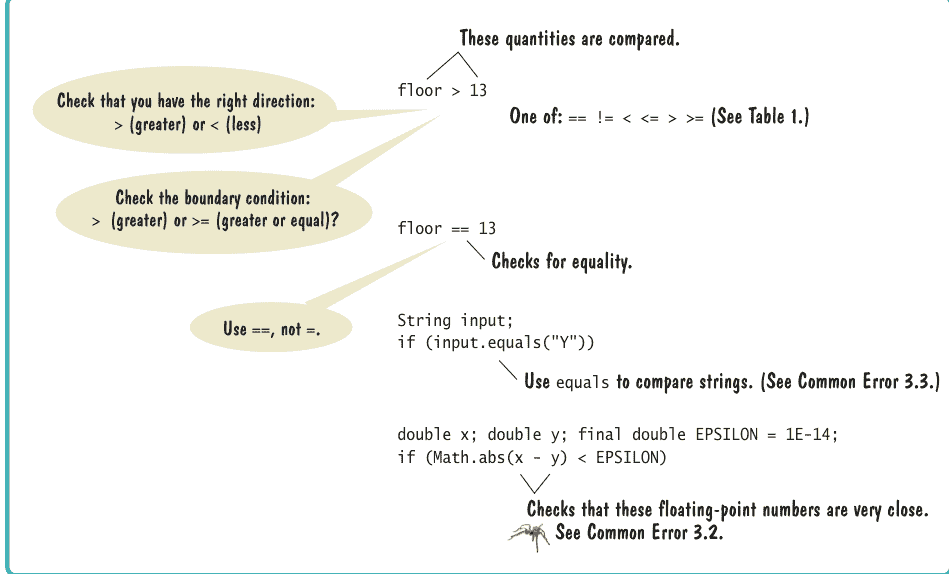 These quantities are compared.
floor > 13
Check that you have the right direction:
> (greater) or < (less)
One of: == != < <= > >= (See Table 1.)
Check the boundary condition:
> (greater) or >= (greater or equal)?
floor == 13
Checks for equality.
Use ==, not =.
String input;
if (input.equals("Y"))
Use equals to compare strings. (See Common Error 3.3.)
double x; double y; final double EPSILON = 1E-14;
if (Math.abs(x - y) < EPSILON)
Checks that these floating-point numbers are very close.
See Common Error 3.2.